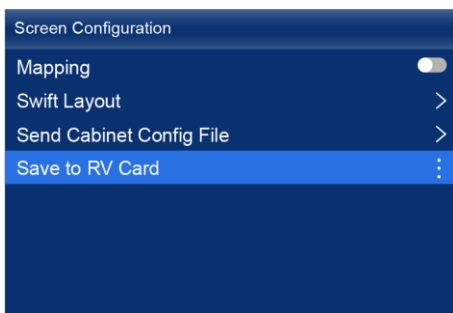 Screen Configuration
Mapping
Swift Layout
Send Cabinet Config File
Save to RV Card